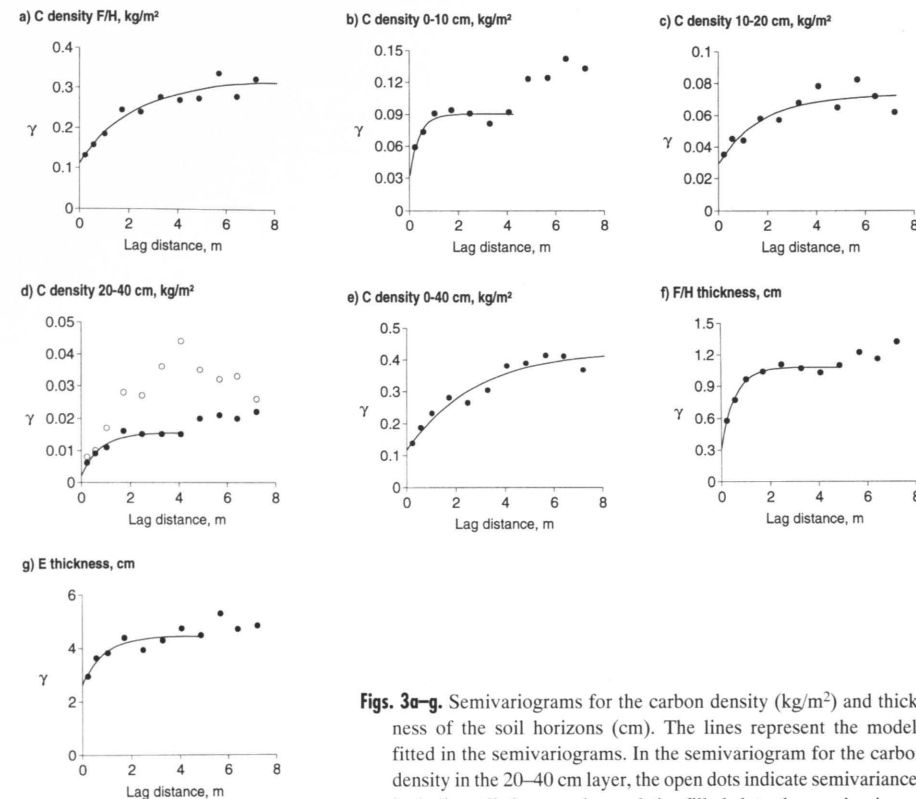 a) C density F/H, kg/m²
0.4
0.3
γ
0.2
0.1
0
0 2 4 6 8
Lag distance, m
b) C density 0-10 cm, kg/m²
0.15
0.12
γ
0.09
0.06
0.03
0
0 2 4 6 8
Lag distance, m
c) C density 10-20 cm, kg/m²
0.1
0.08
0.06
γ
0.04
0.02
0
0 2 4 6 8
Lag distance, m
d) C density 20-40 cm, kg/m²
0.05
0.04
0.03
γ
0.02
0.01
0
0 2 4 6 8
Lag distance, m
e) C density 0-40 cm, kg/m²
0.5
0.4
0.3
γ
0.2
0.1
0
0 2 4 6 8
Lag distance, m
f) F/H thickness, cm
1.5
1.2
0.9
γ
0.6
0.3
0
0 2 4 6 8
Lag distance, m
g) E thickness, cm
6
4
γ
2
0
0 2 4 6 8
Lag distance, m
Figs. 3a–g. Semivariograms for the carbon density (kg/m²) and thick
ness of the soil horizons (cm). The lines represent the model
fitted in the semivariograms. In the semivariogram for the carbo
density in the 20–40 cm layer, the open dots indicate semivariance